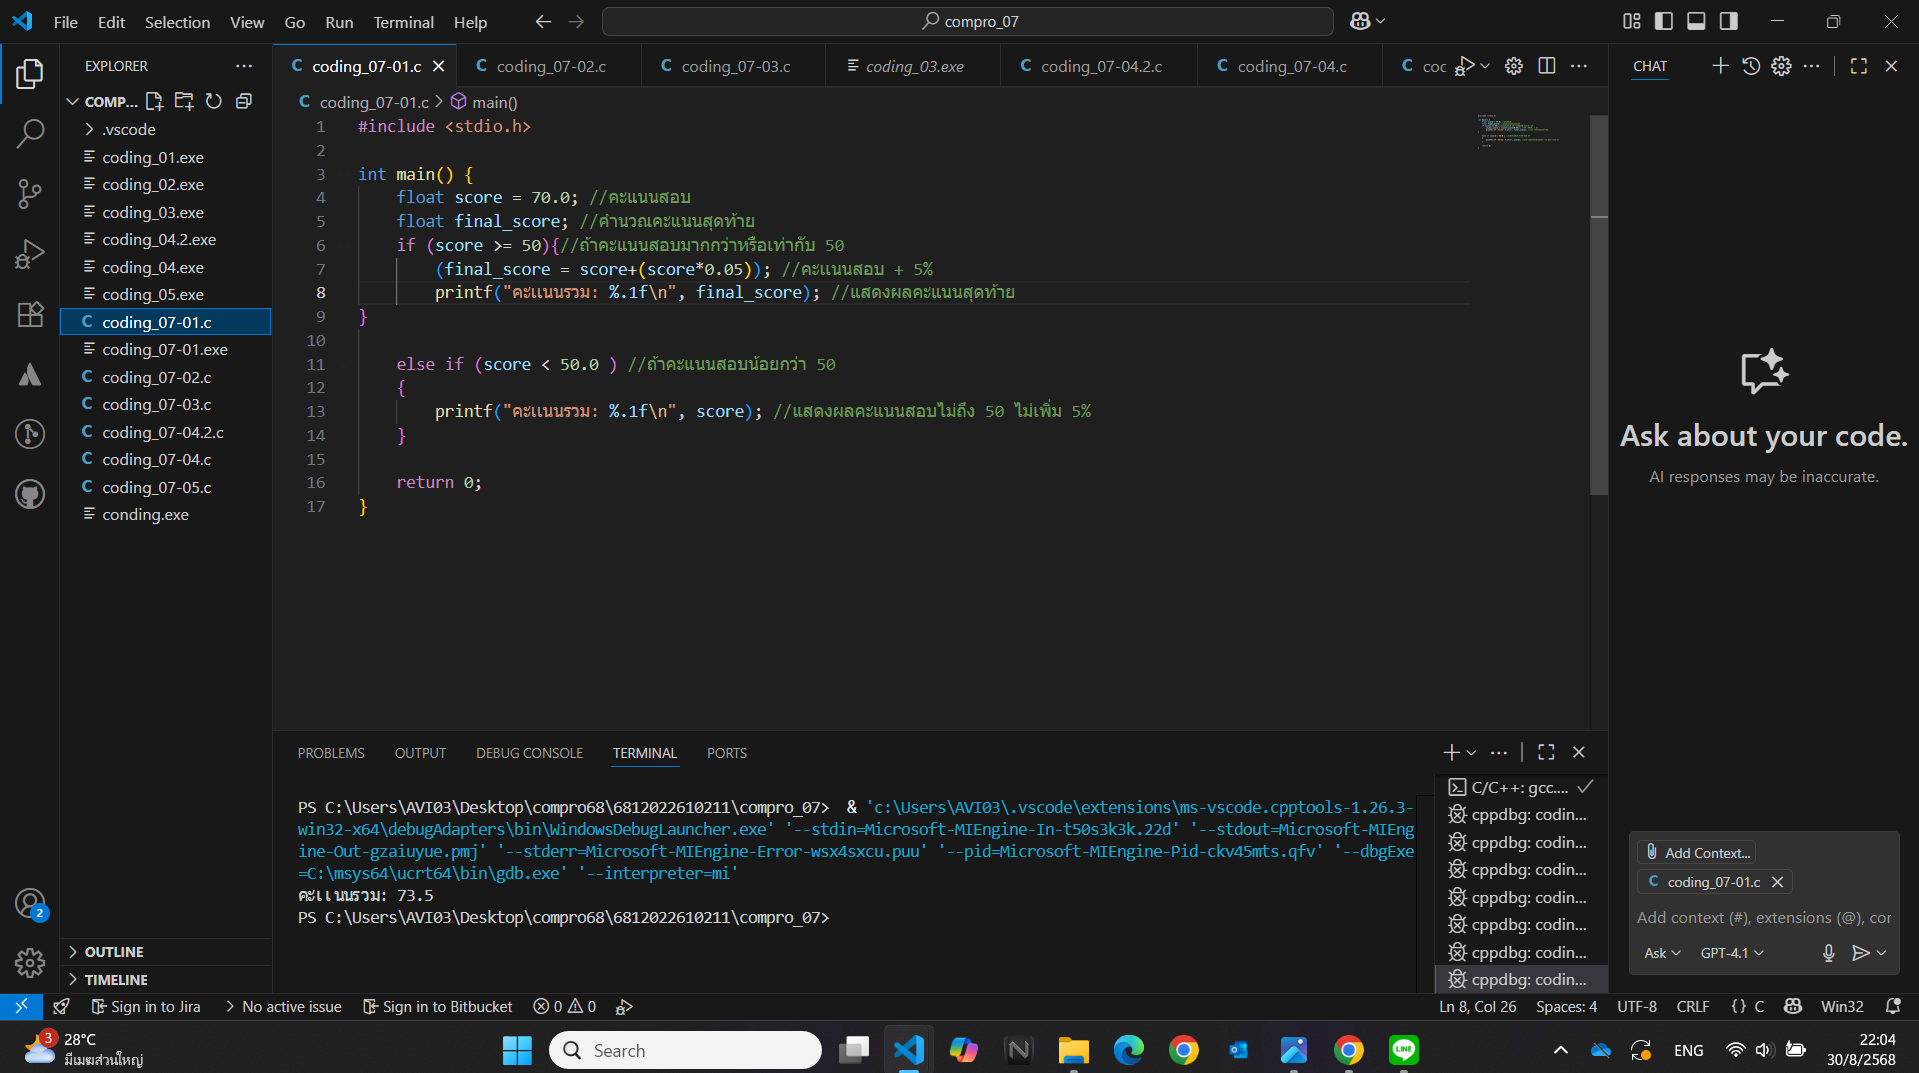 File Edit Selection View Go Run Terminal Help
compro_07
EXPLORER
COMP...
.vscode
coding_01.exe
coding_02.exe
coding_03.exe
coding_04.2.exe
coding_04.exe
coding_05.exe
coding_07-01.c
coding_07-01.exe
coding_07-02.c
coding_07-03.c
coding_07-04.2.c
coding_07-04.c
coding_07-05.c
conding.exe
OUTLINE
TIMELINE
2
coding_07-01.c coding_07-02.c coding_07-03.c coding_03.exe coding_07-04.2.c coding_07-04.c coc
coding_07-01.c > main()
1 #include <stdio.h>
2
3 int main() {
4 float score = 70.0; //คะแนนสอบ
5 float final_score; //คำนวณคะแนนสุดท้าย
6 if (score >= 50){//ถ้าคะแนนสอบมากกว่าหรือเท่ากับ 50
7 (final_score = score+(score*0.05)); //คะแนนสอบ + 5%
8 printf("คะแนนรวม: %.1f\n", final_score); //แสดงผลคะแนนสุดท้าย
9 }
10
11 else if (score < 50.0 ) //ถ้าคะแนนสอบน้อยกว่า 50
12 {
13 printf("คะแนนรวม: %.1f\n", score); //แสดงผลคะแนนสอบไม่ถึง 50 ไม่เพิ่ม 5%
14 }
15
16 return 0;
17 }
PROBLEMS OUTPUT DEBUG CONSOLE TERMINAL PORTS
PS C:\Users\AVI03\Desktop\compro68\6812022610211\compro_07> & 'c:\Users\AVI03\.vscode\extensions\ms-vscode.cpptools-1.26.3-
win32-x64\debugAdapters\bin\WindowsDebugLauncher.exe' '--stdin=Microsoft-MIEngine-In-t50s3k3k.22d' '--stdout=Microsoft-MIEng
ine-Out-gzaiuyue.pmj' '--stderr=Microsoft-MIEngine-Error-wsx4sxcu.puu' '--pid=Microsoft-MIEngine-Pid-ckv45mts.qfv' '--dbgExe
=C:\msys64\ucrt64\bin\gdb.exe' '--interpreter=mi'
คะแนนรวม: 73.5
PS C:\Users\AVI03\Desktop\compro68\6812022610211\compro_07>
C/C++: gcc....
cppdbg: codin...
cppdbg: codin...
cppdbg: codin...
cppdbg: codin...
cppdbg: codin...
cppdbg: codin...
cppdbg: codin...
CHAT
Ask about your code.
AI responses may be inaccurate.
Add Context...
C coding_07-01.c
Add context (#), extensions (@), cor
Ask GPT-4.1
Sign in to Jira No active issue Sign in to Bitbucket 0 0
Ln 8, Col 26 Spaces: 4 UTF-8 CRLF {} C Win32
3
28°C
มีเมฆส่วนใหญ่
Search
LINE
ENG
22:04
30/8/2568